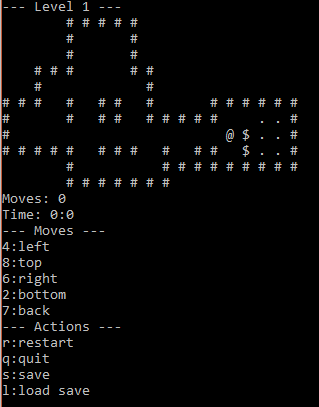 --- Level 1 ---
        # # # # #
        #       #
        #       #
    # # #       # #
    #             #
# # #   #   # #   #       # # # # # #
#       #   # #   # # # # #     . . #
#                           @ $ . . #
# # # # #   # # #   #   # #   $ . . #
        #           # # # # # # # # #
        # # # # # # #
Moves: 0
Time: 0:0
--- Moves ---
4:left
8:top
6:right
2:bottom
7:back
--- Actions ---
r:restart
q:quit
s:save
l:load save